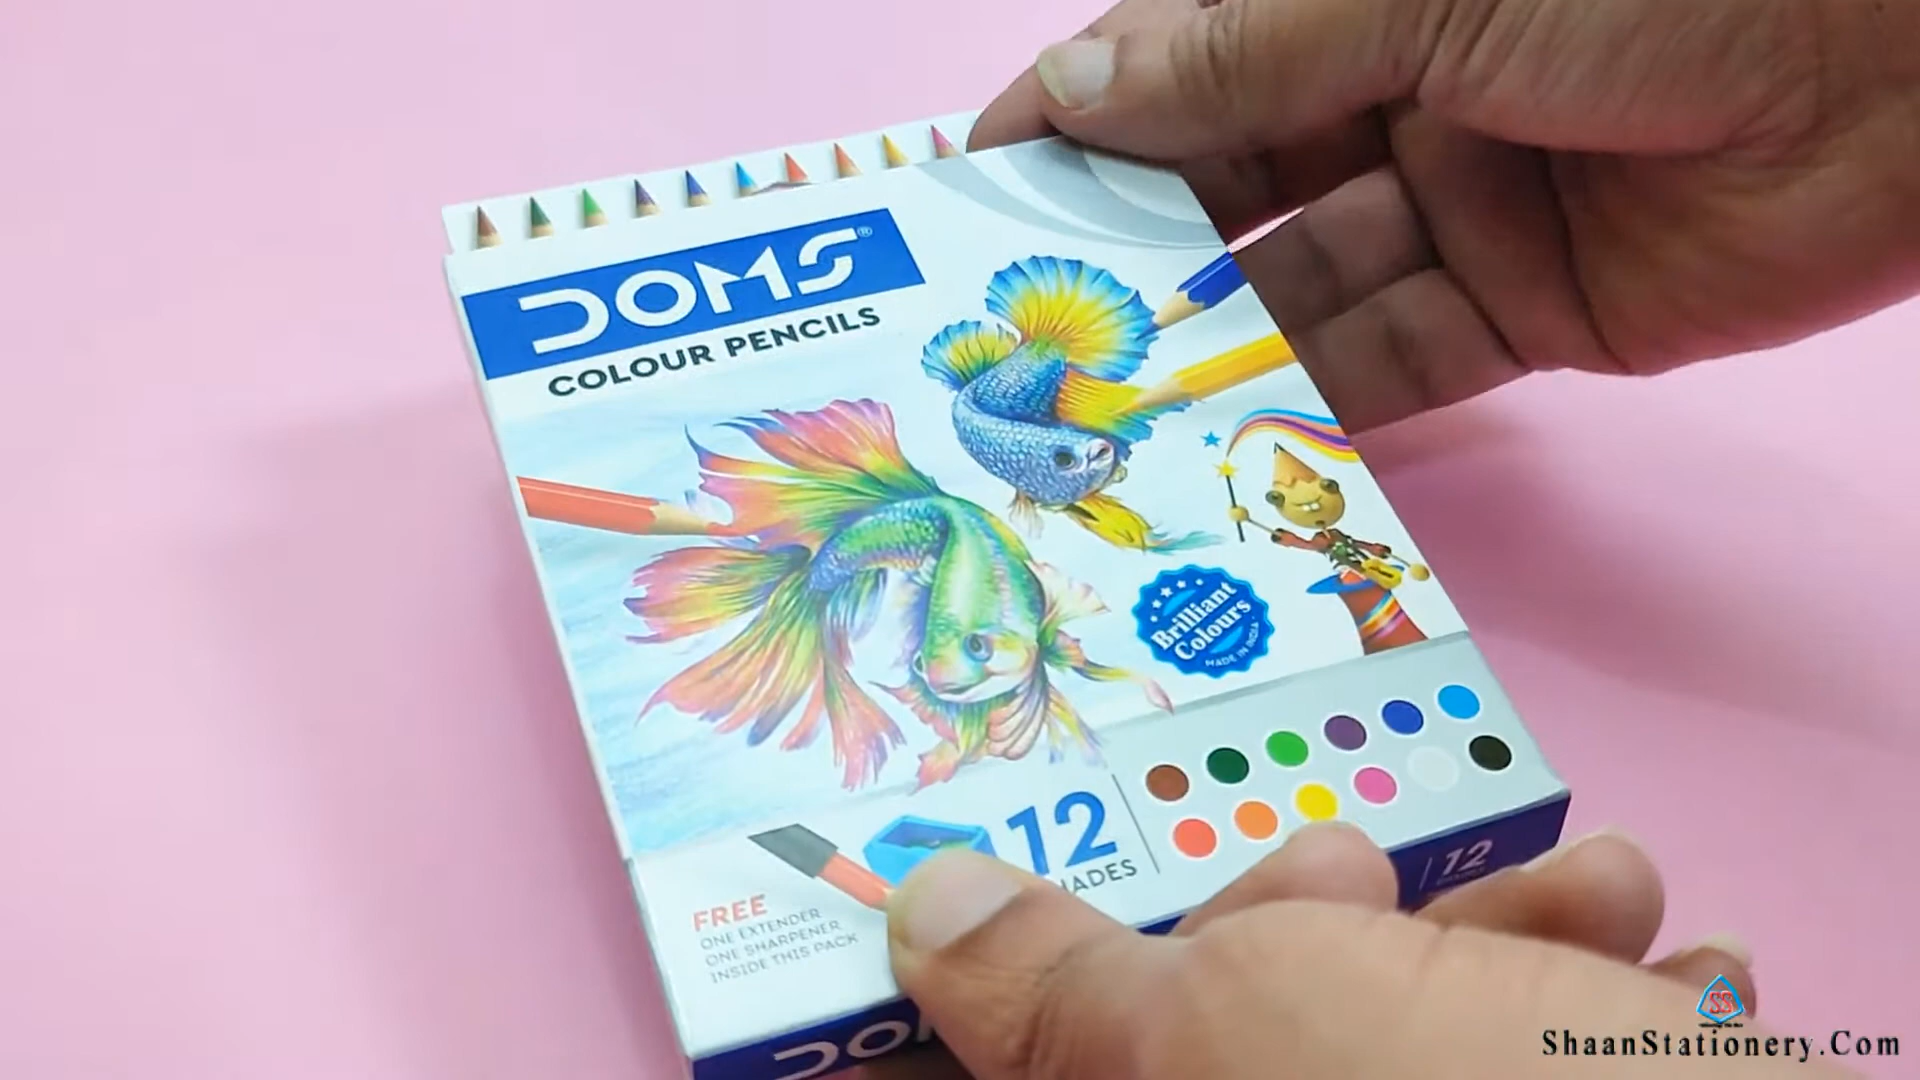 DOMS®
COLOUR PENCILS
Brilliant
Colours
MADE IN INDIA
12
FREE
ONE EXTENDER
ONE SHARPENER
INSIDE THIS PACK
12
SS
ShaanStationery.Com